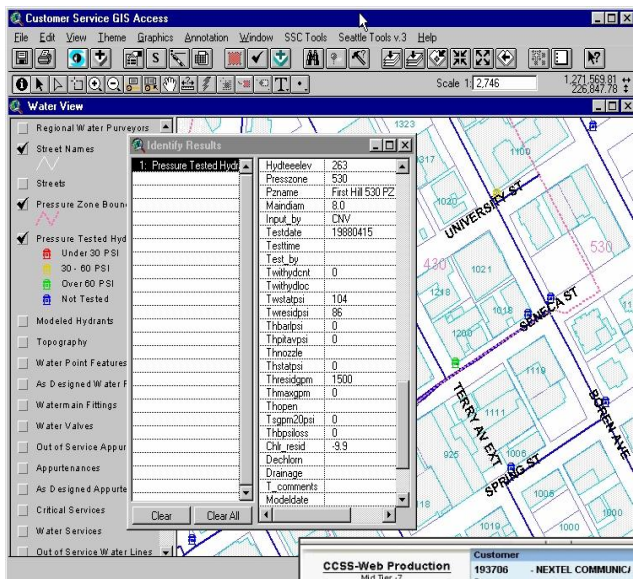 Customer Service GIS Access
File Edit View Theme Graphics Annotation Window SSC Tools Seattle Tools v.3 Help
Scale 1: 2,746
1,271,569.81
226,847.78
Water View
Regional Water Purveyors
Street Names
Streets
Pressure Zone Boun
Pressure Tested Hyd
Under 30 PSI
30 - 60 PSI
Over 60 PSI
Not Tested
Modeled Hydrants
Topography
Water Point Features
As Designed Water F
Watermain Fittings
Water Valves
Out of Service Appur
Appurtenances
As Designed Appurte
Critical Services
Water Services
Out of Service Water Lines
Identify Results
1: Pressure Tested Hydr
Hydteeelev 263
Presszone 530
Pzname First Hill 530 PZ
Maindiam 8.0
Input_by CNV
Testdate 19880415
Testtime
Test_by
Twithydcnt 0
Twithydloc
Twstatpsi 104
Twresidpsi 86
Thbarlpsi 0
Thpitavpsi 0
Thnozzle
Thstatpsi 0
Thresidgpm 1500
Thmaxgpm 0
Thopen
Tsgpm20psi 0
Thbpsiloss 0
Chlr_resid -9.9
Dechlorn
Drainage
T_comments
Modeldate
Clear Clear All
1323
1317
1100
1020
UNIVERSITY ST
530
430
1021
1218
1018
SENECA ST
1200
1119
TERRY AV EXT
1111
BOREN AVE
925
1006
SPRING ST
1005
1019
1000
1000
CCSS-Web Production
Mid Tier -7
Customer
193706 - NEXTEL COMMUNICA